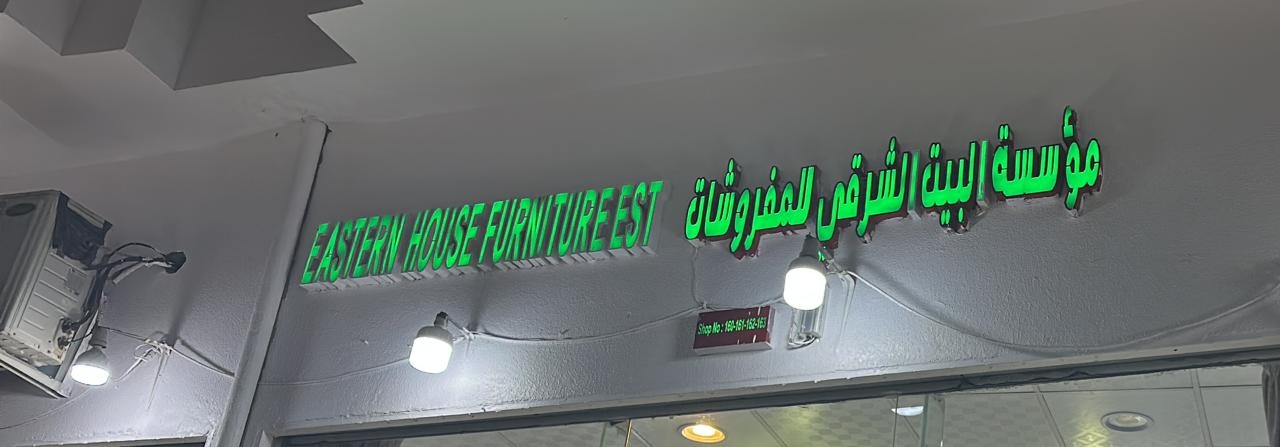 EASTERN HOUSE FURNITURE EST
مؤسسة البيت الشرقي للمفروشات
Shop No : 160-161-162-163